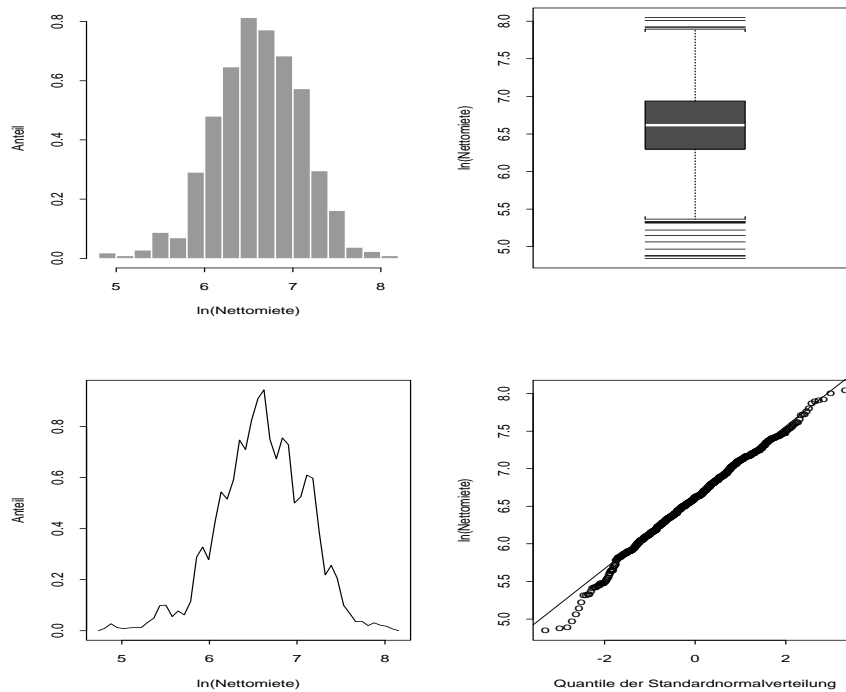 Anteil
0.0 0.2 0.4 0.6 0.8
5 6 7 8
ln(Nettomiete)
ln(Nettomiete)
5.0 5.5 6.0 6.5 7.0 7.5 8.0
Anteil
0.0 0.2 0.4 0.6 0.8
5 6 7 8
ln(Nettomiete)
ln(Nettomiete)
5.0 5.5 6.0 6.5 7.0 7.5 8.0
-2 0 2
Quantile der Standardnormalverteilung